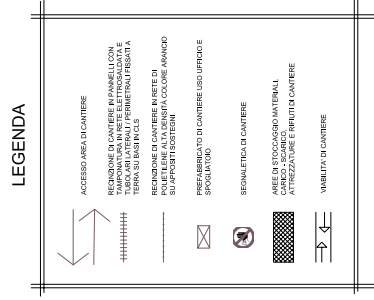 LEGENDA
ACCESSO AREA DI CANTIERE
RECINZIONE DI CANTIERE IN PANNELLI CON
TAMPONATURA IN RETE ELETTROSALDATA E
TUBOLARI LATERALI / PERIMETRALI FISSATI A
TERRA SU BASI IN CLS
RECINZIONE DI CANTIERE IN RETE DI
POLIETILENE ALTA DENSITÀ COLORE ARANCIO
SU APPOSITI SOSTEGNI
PREFABBRICATO DI CANTIERE USO UFFICIO E
SPOGLIATOIO
SEGNALETICA DI CANTIERE
AREE DI STOCCAGGIO MATERIALI,
CARICO - SCARICO,
ATTREZZATURE E RIFIUTI DI CANTIERE
VIABILITÀ DI CANTIERE